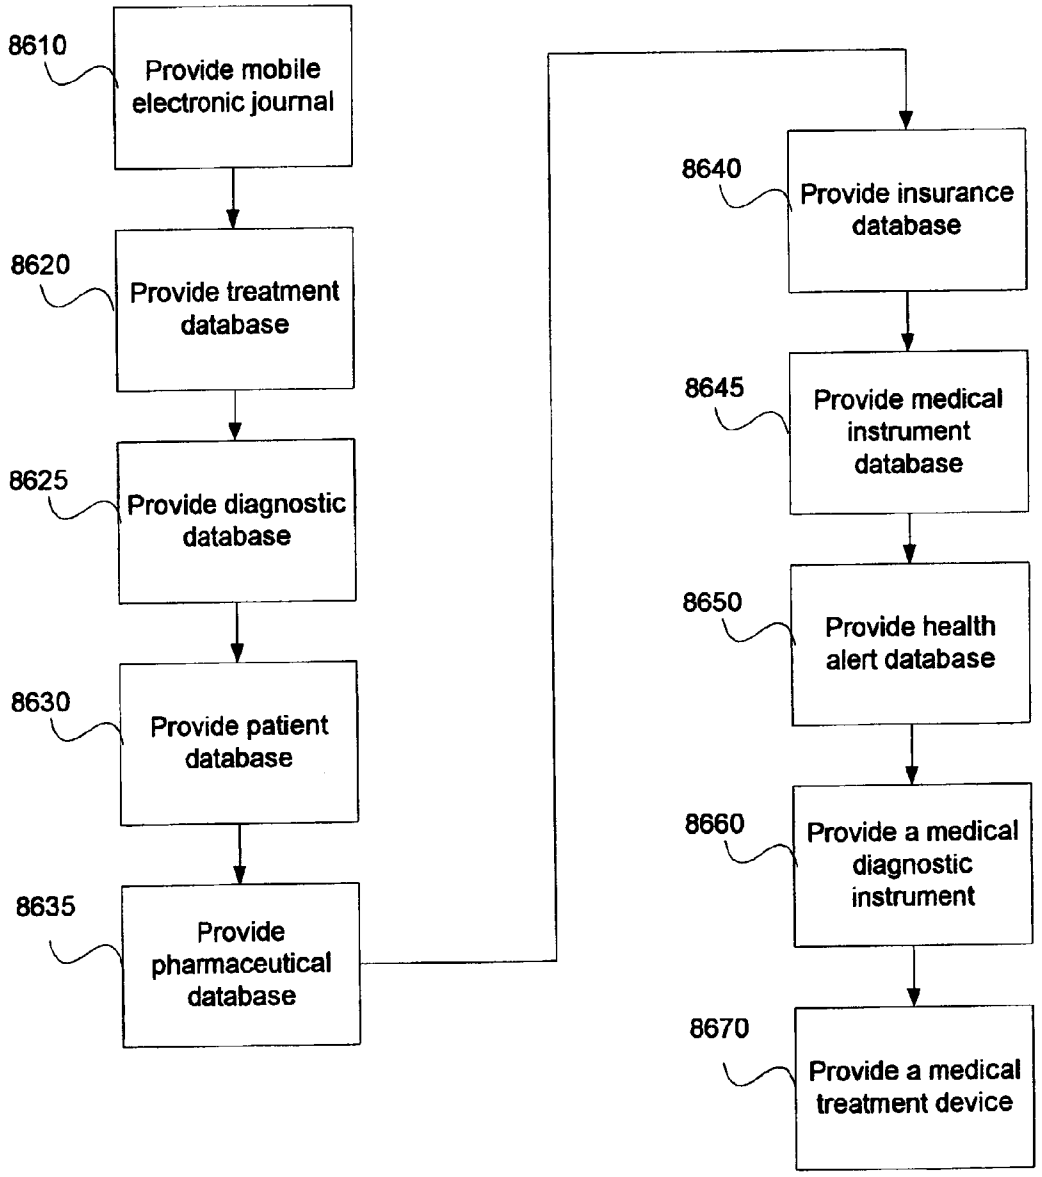 8610
Provide mobile
electronic journal
8620
Provide treatment
database
8625
Provide diagnostic
database
8630
Provide patient
database
8635
Provide
pharmaceutical
database
8640
Provide insurance
database
8645
Provide medical
instrument
database
8650
Provide health
alert database
8660
Provide a medical
diagnostic
instrument
8670
Provide a medical
treatment device